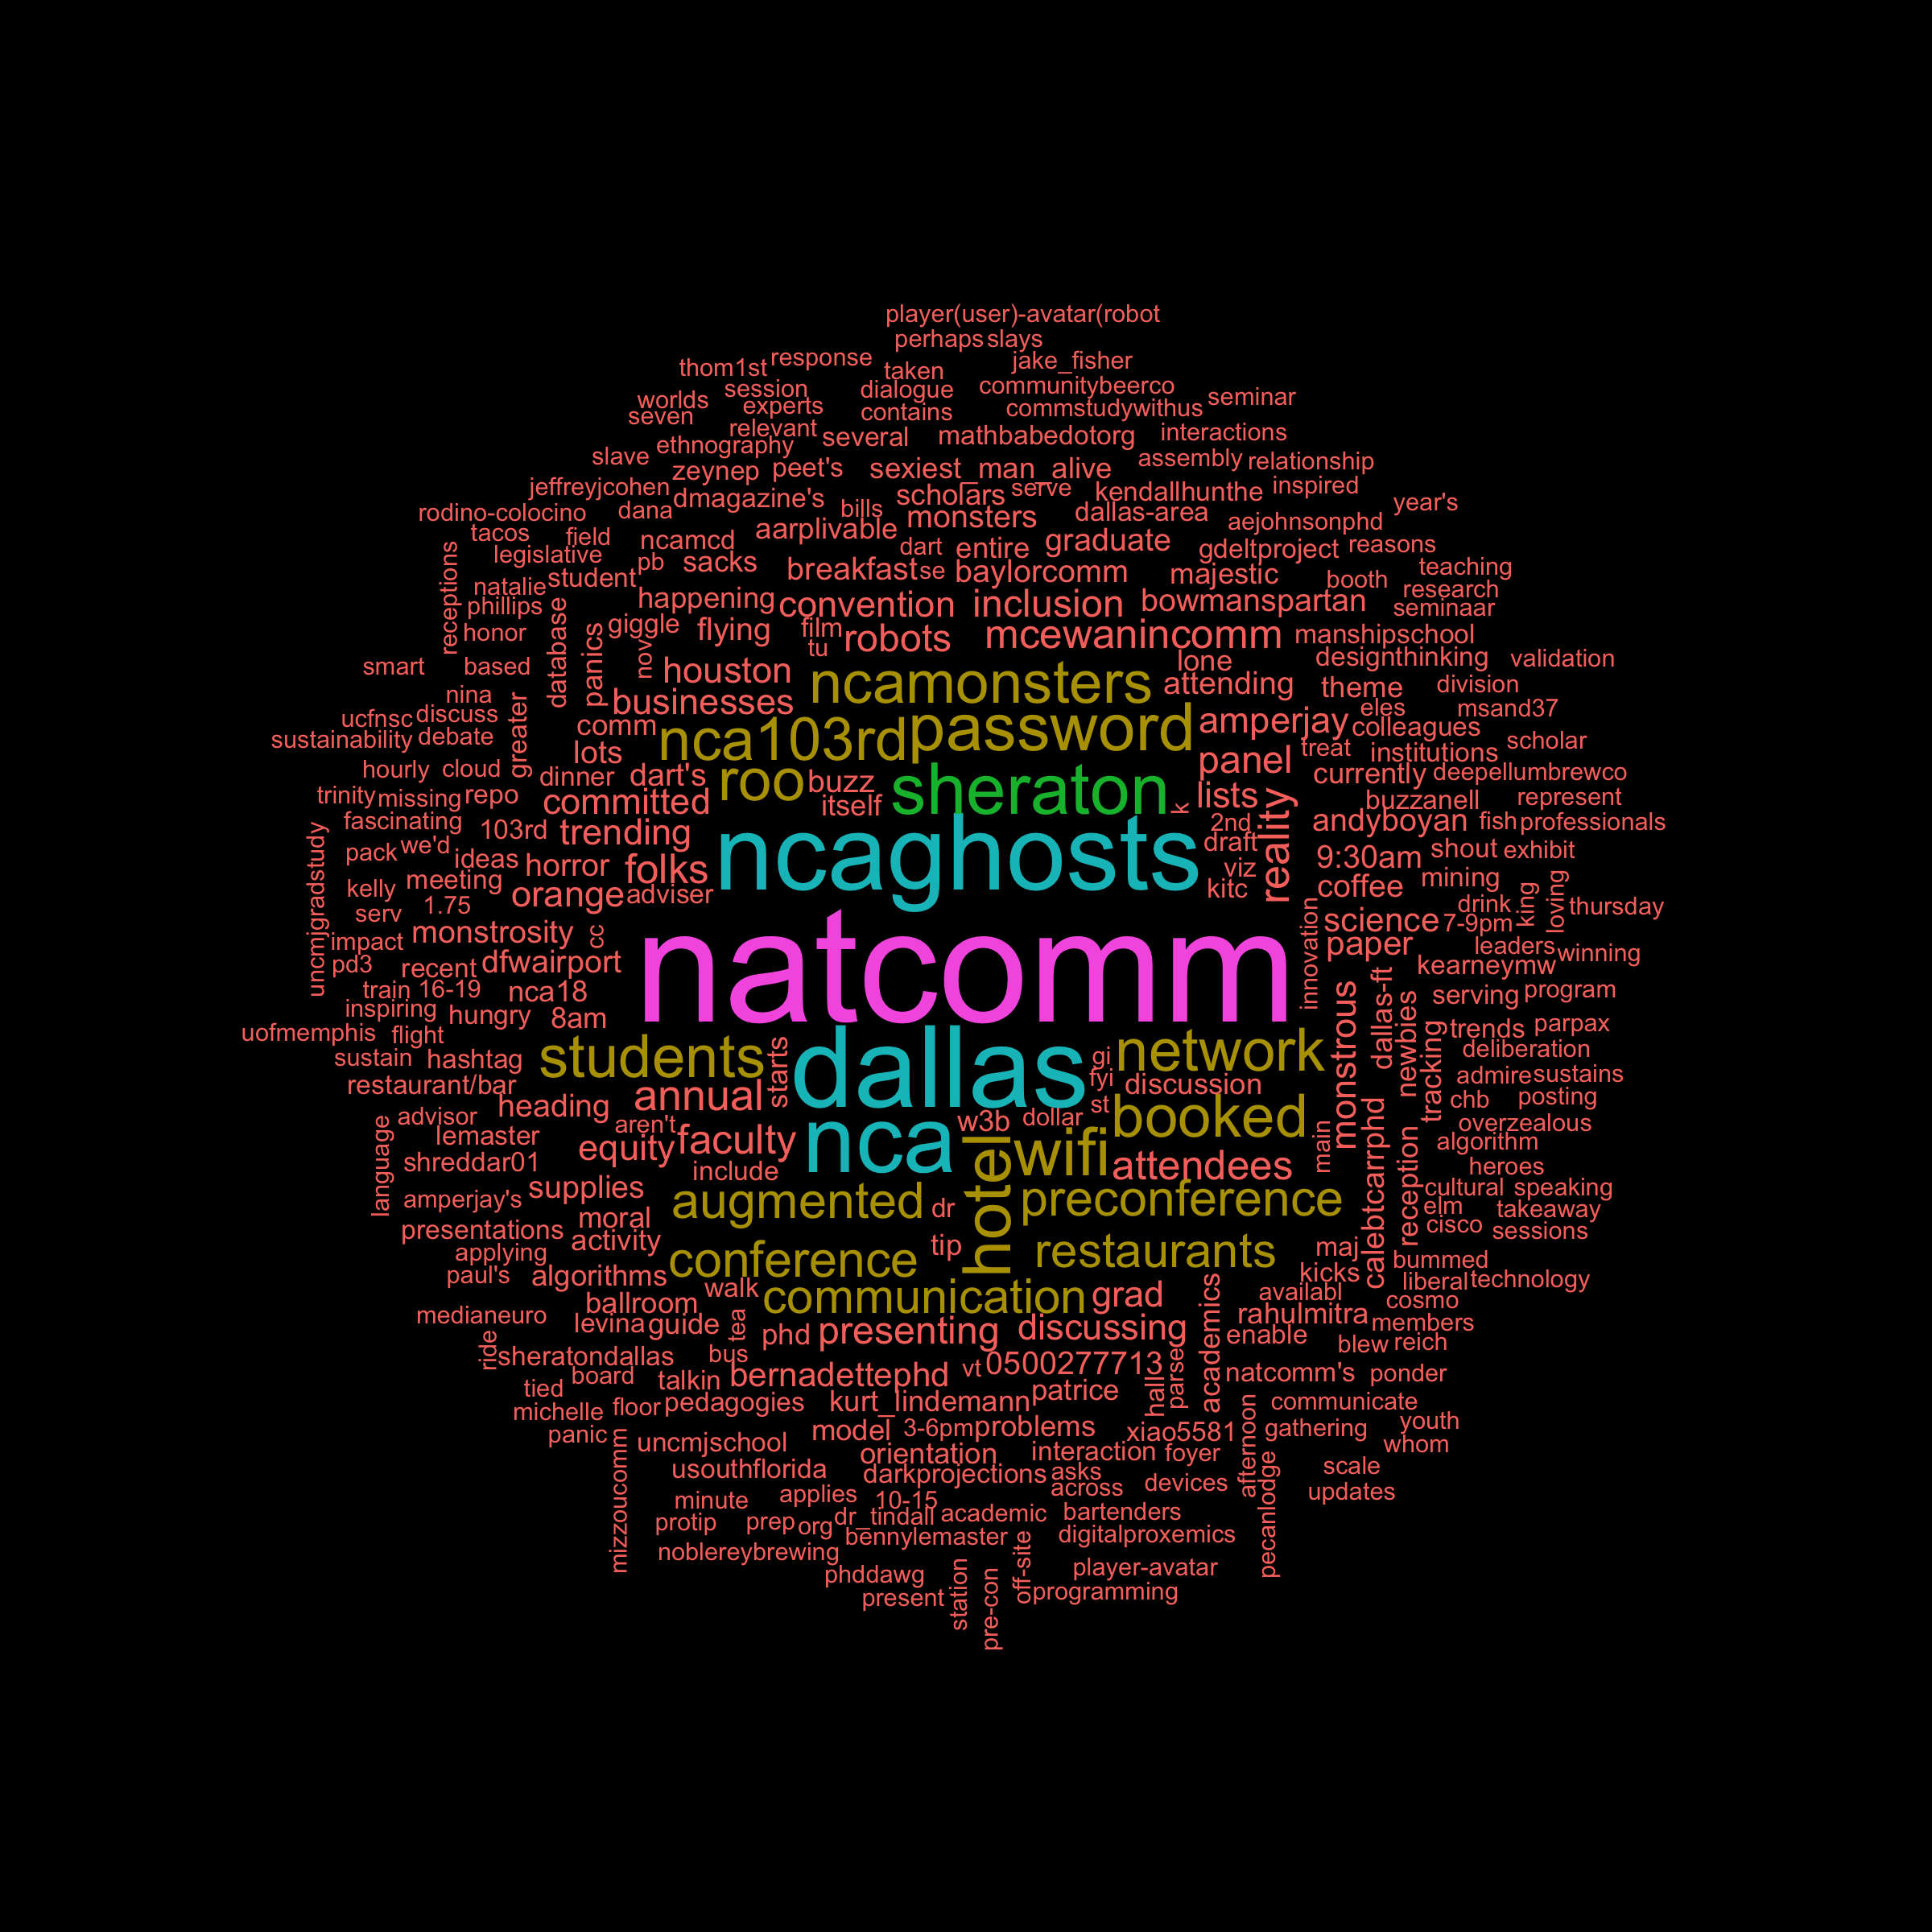 player(user)-avatar(robot
perhaps slays
thom1st response taken jake_fisher
session dialogue communitybeerco seminar
worlds experts contains commstudywithus
seven relevant several mathbabedotorg interactions
ethnography
slave zeynep peet's sexiest_man_alive assembly relationship
jeffreyjcohen dmagazine's scholars serve kendallhunthe inspired
rodino-colocino dana bills monsters dallas-area aejohnsonphd year's
tacos field ncamcd aarplivable dart entire graduate gdeltproject reasons
legislative pb sacks breakfast se baylorcomm majestic booth teaching
receptions natalie student research
phillips database happening convention inclusion bowmanspartan seminaar
honor panics giggle nov flying film tu robots mcewanincomm manshipschool
smart based houston lone designthinking validation
nina businesses ncamonsters attending theme division
ucfnsc discuss greater comm nca103rd password amperjay eles msand37
sustainability debate lots panel treat colleagues institutions scholar
hourly cloud dinner dart's roo buzz sheraton lists currently deepellumbrewco
trinity missing repo committed itself k reality buzzanell represent
fascinating 103rd trending 2nd andyboyan fish professionals
uncmjgradstudy pack we'd ideas horror folks ncaghosts draft viz 9:30am shout exhibit
kelly meeting orange adviser kitc coffee mining
serv 1.75 drink king loving thursday
impact monstrosity cc natcomm innovation science 7-9pm
pd3 recent dfwairport paper leaders winning
train 16-19 nca18 monstrous dallas-ft kearneymw
inspiring hungry 8am newbies serving program
uofmemphis flight students starts dallas gi network tracking trends parpax
sustain hashtag deliberation
restaurant/bar annual fyi discussion admire sustains
advisor heading aren't w3b dollar st booked chb posting
language lemaster equity faculty nca hotel wifi main calebtcarrphd reception overzealous
shreddar01 include attendees algorithm
amperjay's supplies augmented dr preconference heroes
presentations moral cultural speaking
applying activity conference tip restaurants maj elm takeaway
paul's algorithms walk kicks cisco sessions
medianeuro ballroom communication grad academics availabl bummed
levina guide tea phd presenting discussing rahulmitra liberal technology
ride sheratondallas bus enable cosmo
board talkin bernadettephd vt 0500277713 parsed members
tied pedagogies kurt_lindemann patrice hall natcomm's blew reich
michelle floor model 3-6pm problems xiao5581 ponder
panic uncmjschool orientation interaction foyer afternoon gathering communicate
mizzoucomm usouthflorida darkprojections asks across devices pecanlodge youth
minute applies 10-15 whom
protip prep org dr_tindall academic bartenders scale
noblereybrewing bennylemaster digitalproxemics updates
phddawg station pre-con off-site player-avatar
present programming